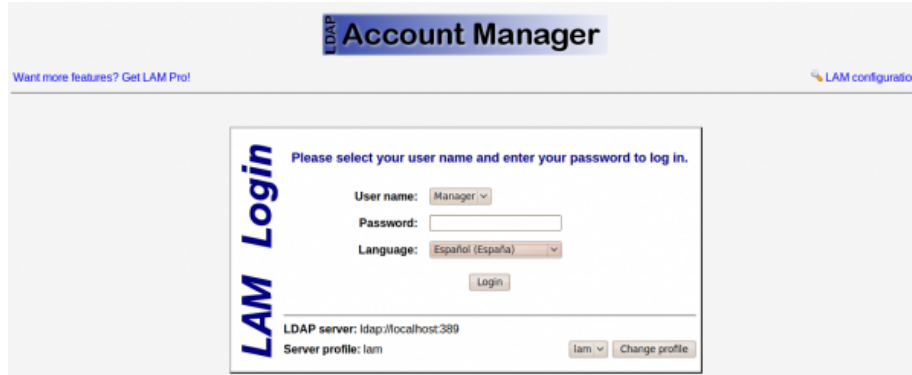 LDAP Account Manager
Want more features? Get LAM Pro!
LAM configuratio
LAM Login
Please select your user name and enter your password to log in.
User name: Manager
Password:
Language: Español (España)
Login
LDAP server: ldap://localhost:389
Server profile: lam
lam Change profile